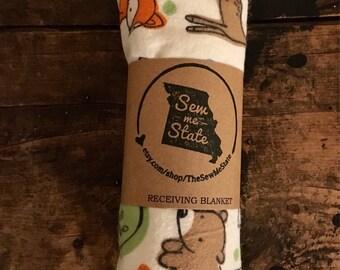 Sew
me
State
etsy.com/shop/TheSewMeState
RECEIVING BLANKET